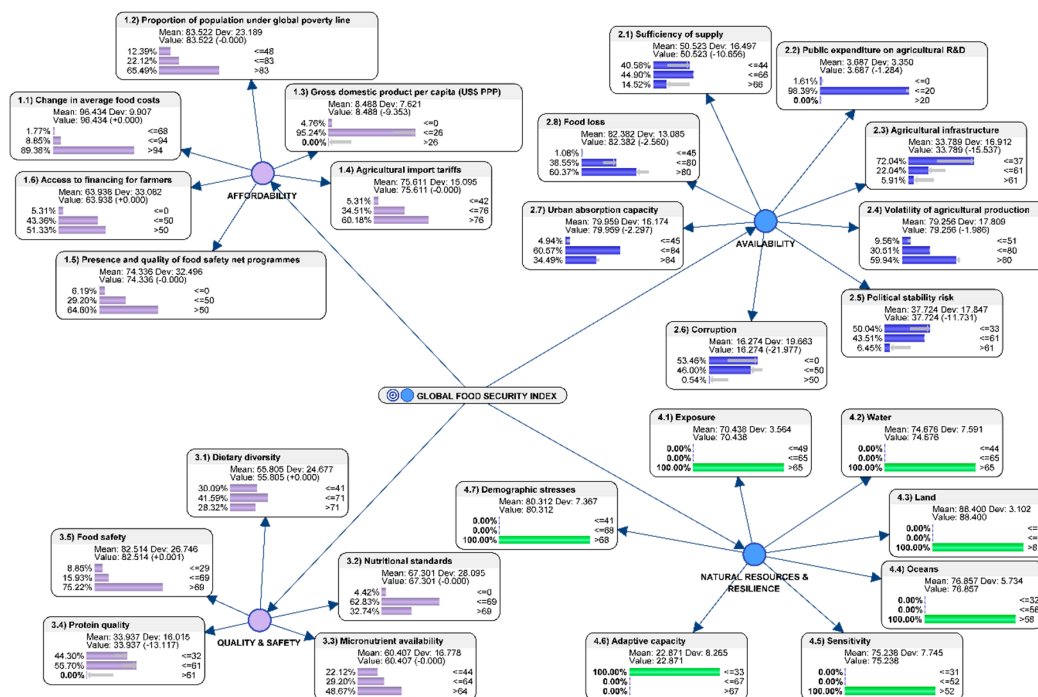 1.2) Proportion of population under global poverty line
Mean: 83.522 Dev: 23.189
Value: 83.522 (-0.000)
12.39% <=48
22.12% <=83
65.49% >83
1.1) Change in average food costs
Mean: 96.434 Dev: 9.907
Value: 96.434 (+0.000)
1.77% <=68
8.85% <=94
89.38% >94
1.3) Gross domestic product per capita (US$ PPP)
Mean: 8.488 Dev: 7.621
Value: 8.488 (-9.353)
4.76% <=0
95.24% <=26
0.00% >26
1.6) Access to financing for farmers
Mean: 63.938 Dev: 33.082
Value: 63.938 (+0.000)
5.31% <=0
43.36% <=50
51.33% >50
AFFORDABILITY
1.4) Agricultural import tariffs
Mean: 75.611 Dev: 15.095
Value: 75.611 (-0.000)
5.31% <=42
34.51% <=76
60.18% >76
1.5) Presence and quality of food safety net programmes
Mean: 74.336 Dev: 32.496
Value: 74.336 (-0.000)
6.19% <=0
29.20% <=50
64.60% >50
2.1) Sufficiency of supply
Mean: 50.523 Dev: 16.497
Value: 50.523 (-10.656)
40.58% <=44
44.90% <=66
14.52% >66
2.2) Public expenditure on agricultural R&D
Mean: 3.687 Dev: 3.350
Value: 3.687 (-1.284)
1.61% <=0
98.39% <=20
0.00% >20
2.8) Food loss
Mean: 82.382 Dev: 13.085
Value: 82.382 (-2.560)
1.08% <=45
38.55% <=80
60.37% >80
2.3) Agricultural infrastructure
Mean: 33.789 Dev: 16.912
Value: 33.789 (-15.537)
72.04% <=37
22.04% <=61
5.91% >61
2.7) Urban absorption capacity
Mean: 79.959 Dev: 16.174
Value: 79.959 (-2.297)
4.94% <=45
60.57% <=84
34.49% >84
AVAILABILITY
2.4) Volatility of agricultural production
Mean: 79.256 Dev: 17.809
Value: 79.256 (-1.986)
9.56% <=51
30.51% <=80
59.94% >80
2.5) Political stability risk
Mean: 37.724 Dev: 17.847
Value: 37.724 (-11.731)
50.04% <=33
43.51% <=61
6.45% >61
2.6) Corruption
Mean: 16.274 Dev: 19.663
Value: 16.274 (-21.977)
53.46% <=0
46.00% <=50
0.54% >50
GLOBAL FOOD SECURITY INDEX
3.1) Dietary diversity
Mean: 55.805 Dev: 24.677
Value: 55.805 (+0.000)
30.09% <=41
41.59% <=71
28.32% >71
3.5) Food safety
Mean: 82.514 Dev: 26.746
Value: 82.514 (+0.001)
8.85% <=29
15.93% <=69
75.22% >69
3.2) Nutritional standards
Mean: 67.301 Dev: 28.095
Value: 67.301 (-0.000)
4.42% <=0
62.83% <=69
32.74% >69
3.4) Protein quality
Mean: 33.937 Dev: 16.015
Value: 33.937 (-13.117)
44.30% <=32
55.70% <=61
0.00% >61
QUALITY & SAFETY
3.3) Micronutrient availability
Mean: 60.407 Dev: 16.778
Value: 60.407 (-0.000)
22.12% <=44
29.20% <=64
48.67% >64
4.1) Exposure
Mean: 70.438 Dev: 3.564
Value: 70.438
0.00% <=49
0.00% <=65
100.00% >65
4.2) Water
Mean: 74.676 Dev: 7.591
Value: 74.676
0.00% <=44
0.00% <=65
100.00% >65
4.7) Demographic stresses
Mean: 80.312 Dev: 7.367
Value: 80.312
0.00% <=41
0.00% <=68
100.00% >68
4.3) Land
Mean: 88.400 Dev: 3.102
Value: 88.400
0.00%
0.00%
100.00%
NATURAL RESOURCES &
RESILIENCE
4.4) Oceans
Mean: 76.857 Dev: 5.734
Value: 76.857
0.00% <=32
0.00% <=56
100.00% >56
4.6) Adaptive capacity
Mean: 22.871 Dev: 8.265
Value: 22.871
100.00% <=33
0.00% <=67
0.00% >67
4.5) Sensitivity
Mean: 75.238 Dev: 7.745
Value: 75.238
0.00% <=31
0.00% <=52
100.00% >52